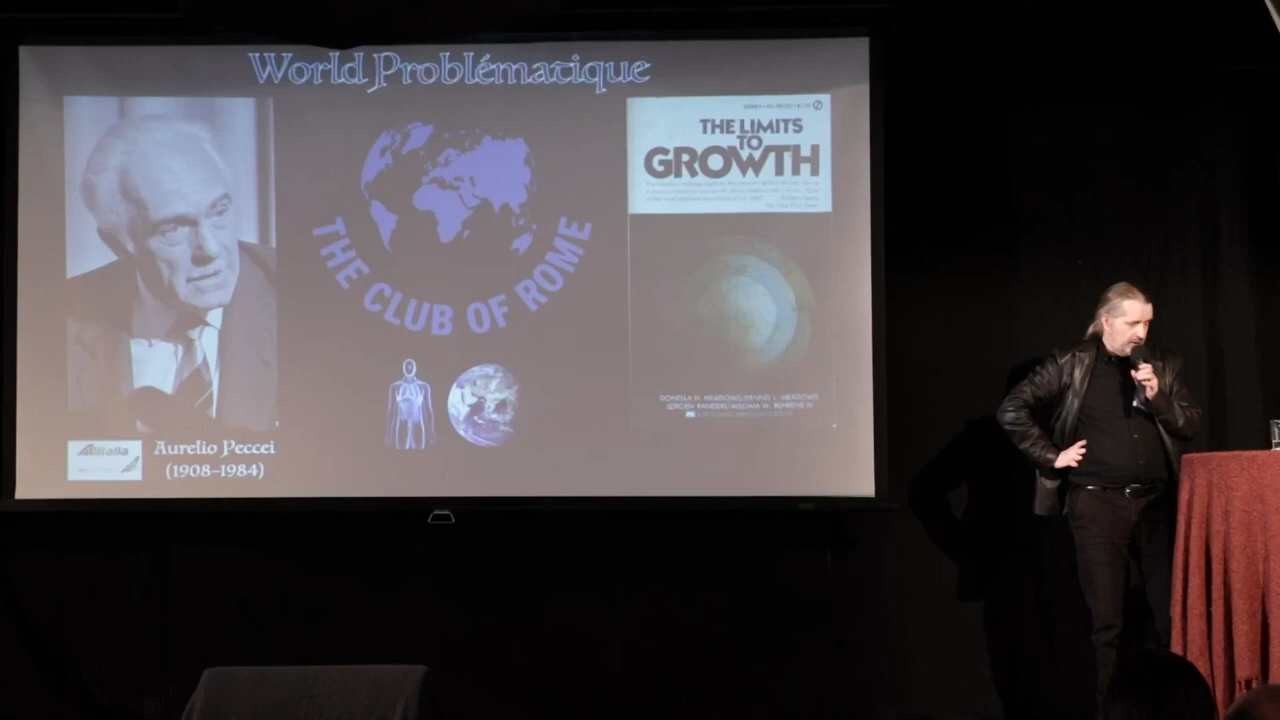 World Problématique
THE CLUB OF ROME
THE LIMITS
TO
GROWTH
DONELLA H. MEADOWS/DENNIS L. MEADOWS
JØRGEN RANDERS/WILLIAM W. BEHRENS III
Alitalia
Aurelio Peccei
(1908–1984)